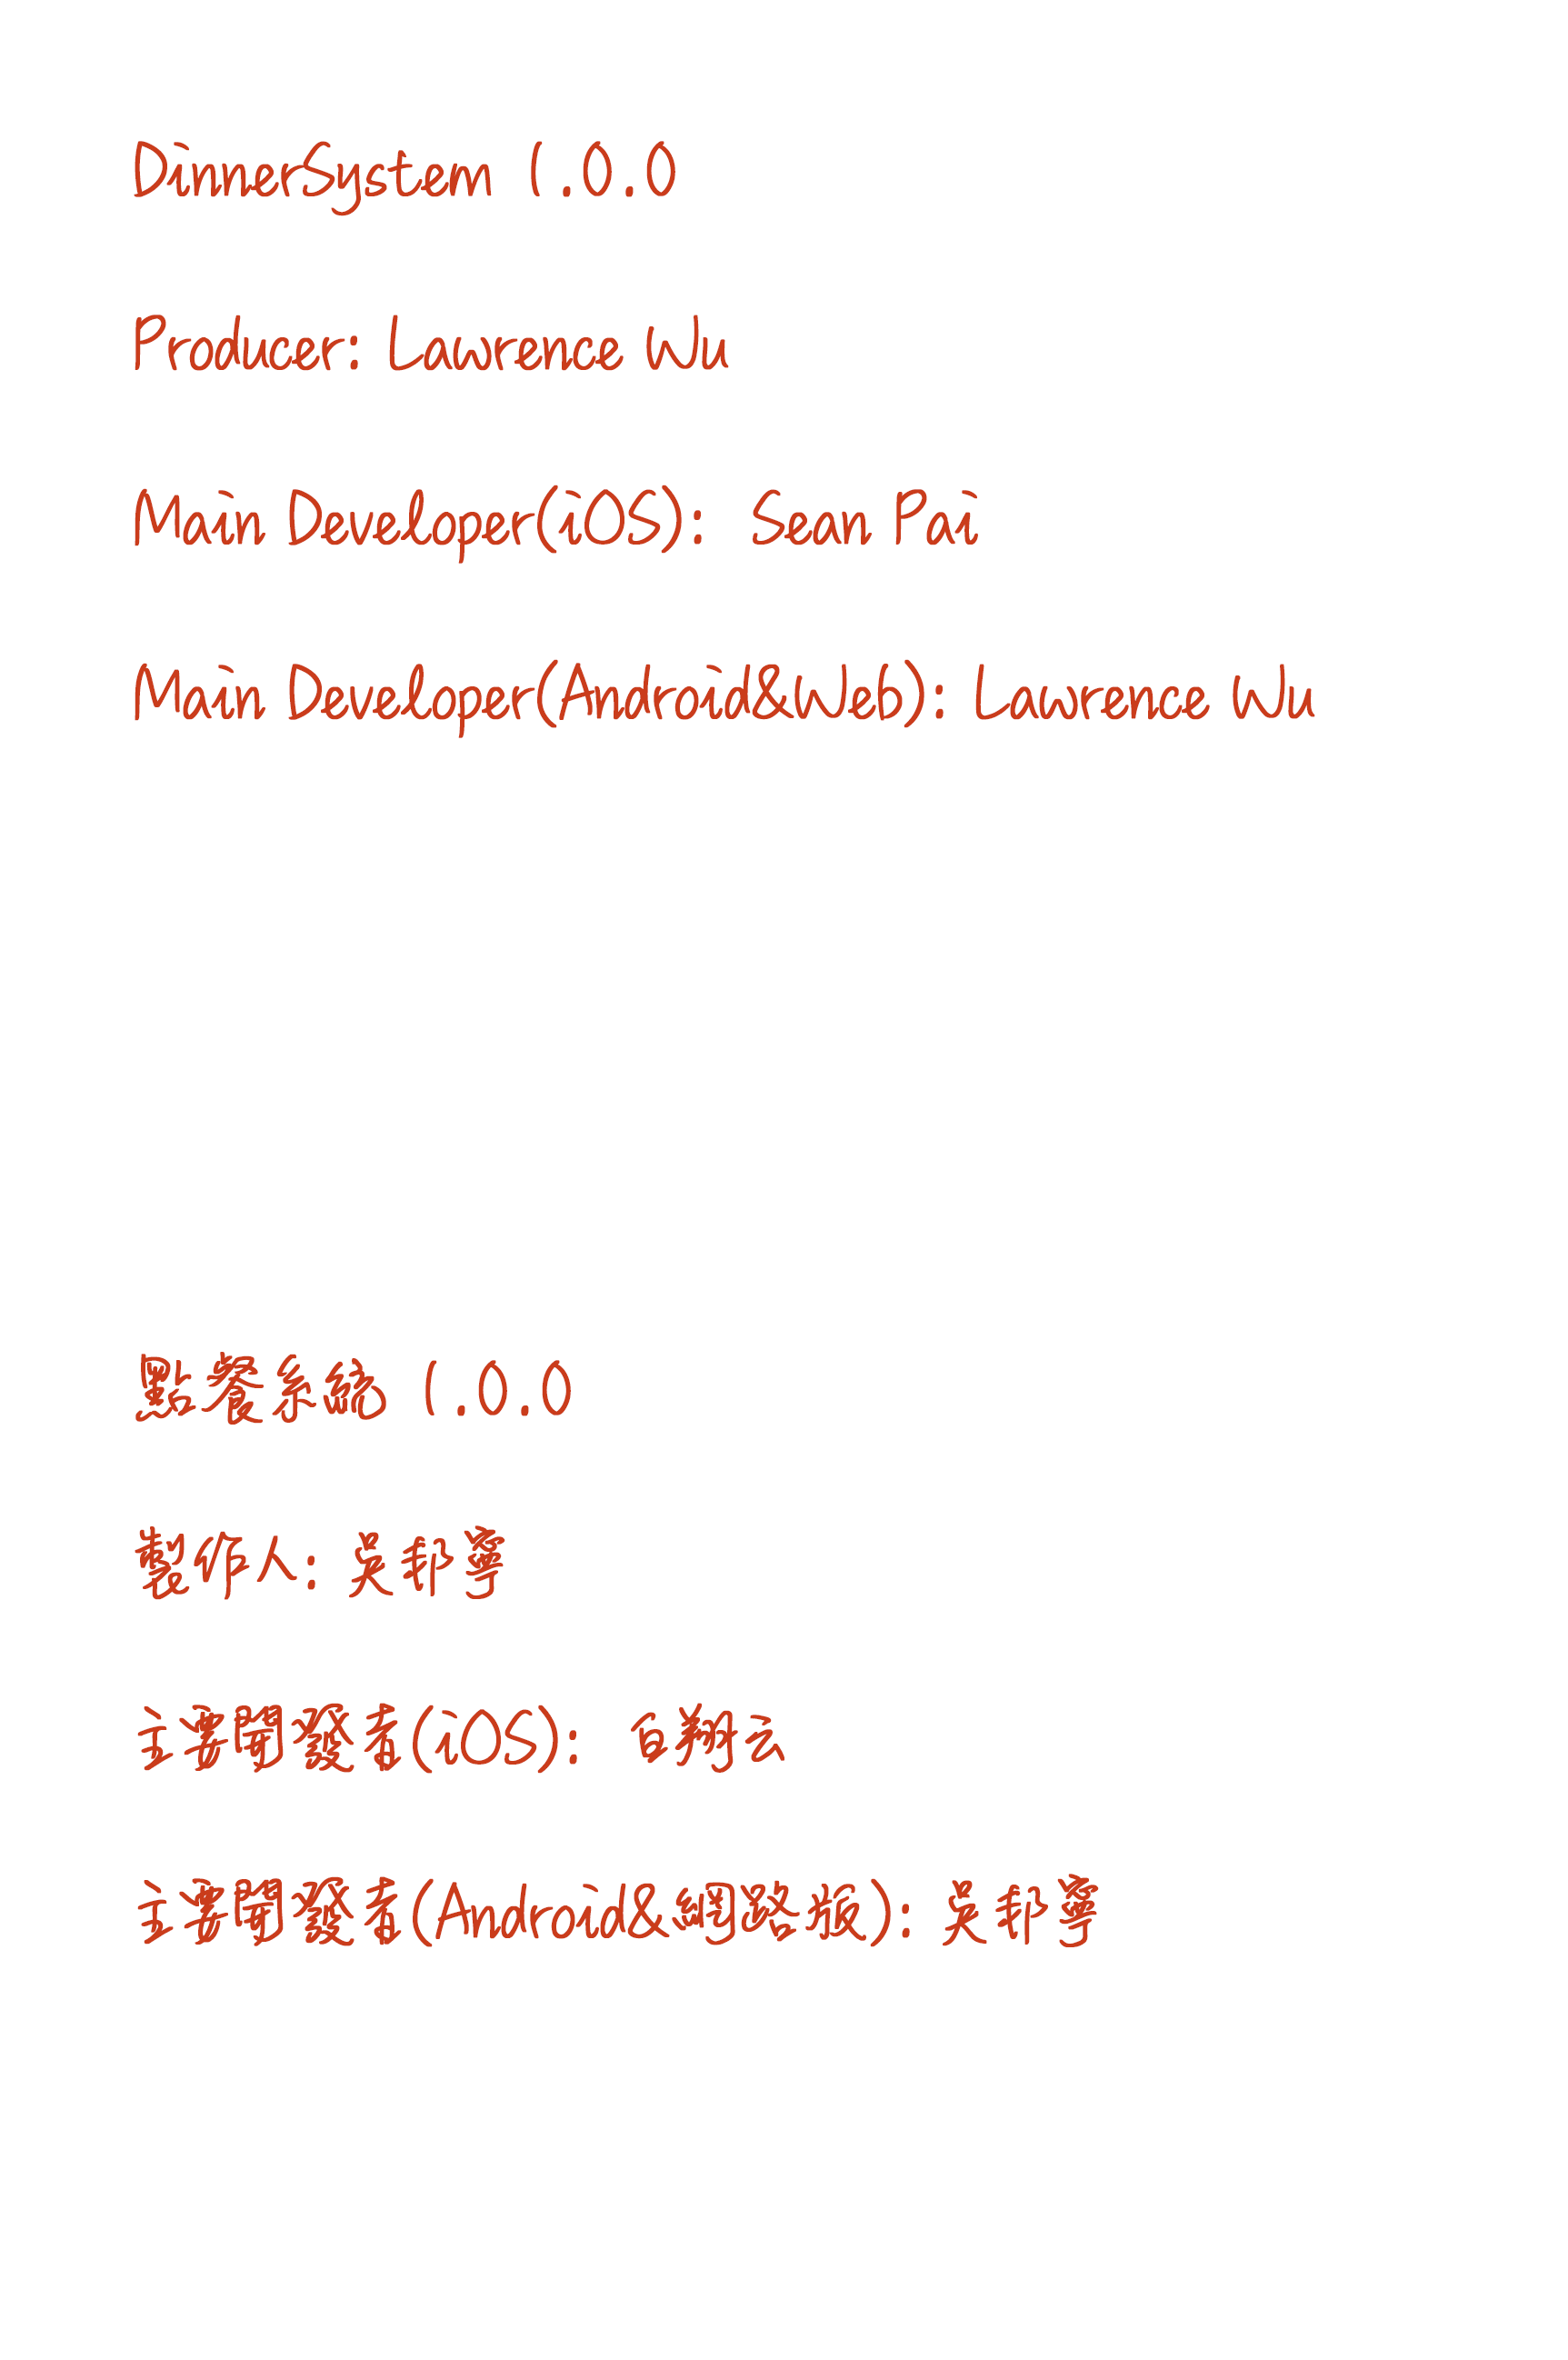 DinnerSystem 1.0.0
Producer: Lawrence Wu
Main Developer(iOS): Sean Pai
Main Developer(Android&Web): Lawrence Wu
點餐系統 1.0.0
製作人: 吳邦寧
主要開發者(iOS): 白翔云
主要開發者(Android&網路版): 吳邦寧